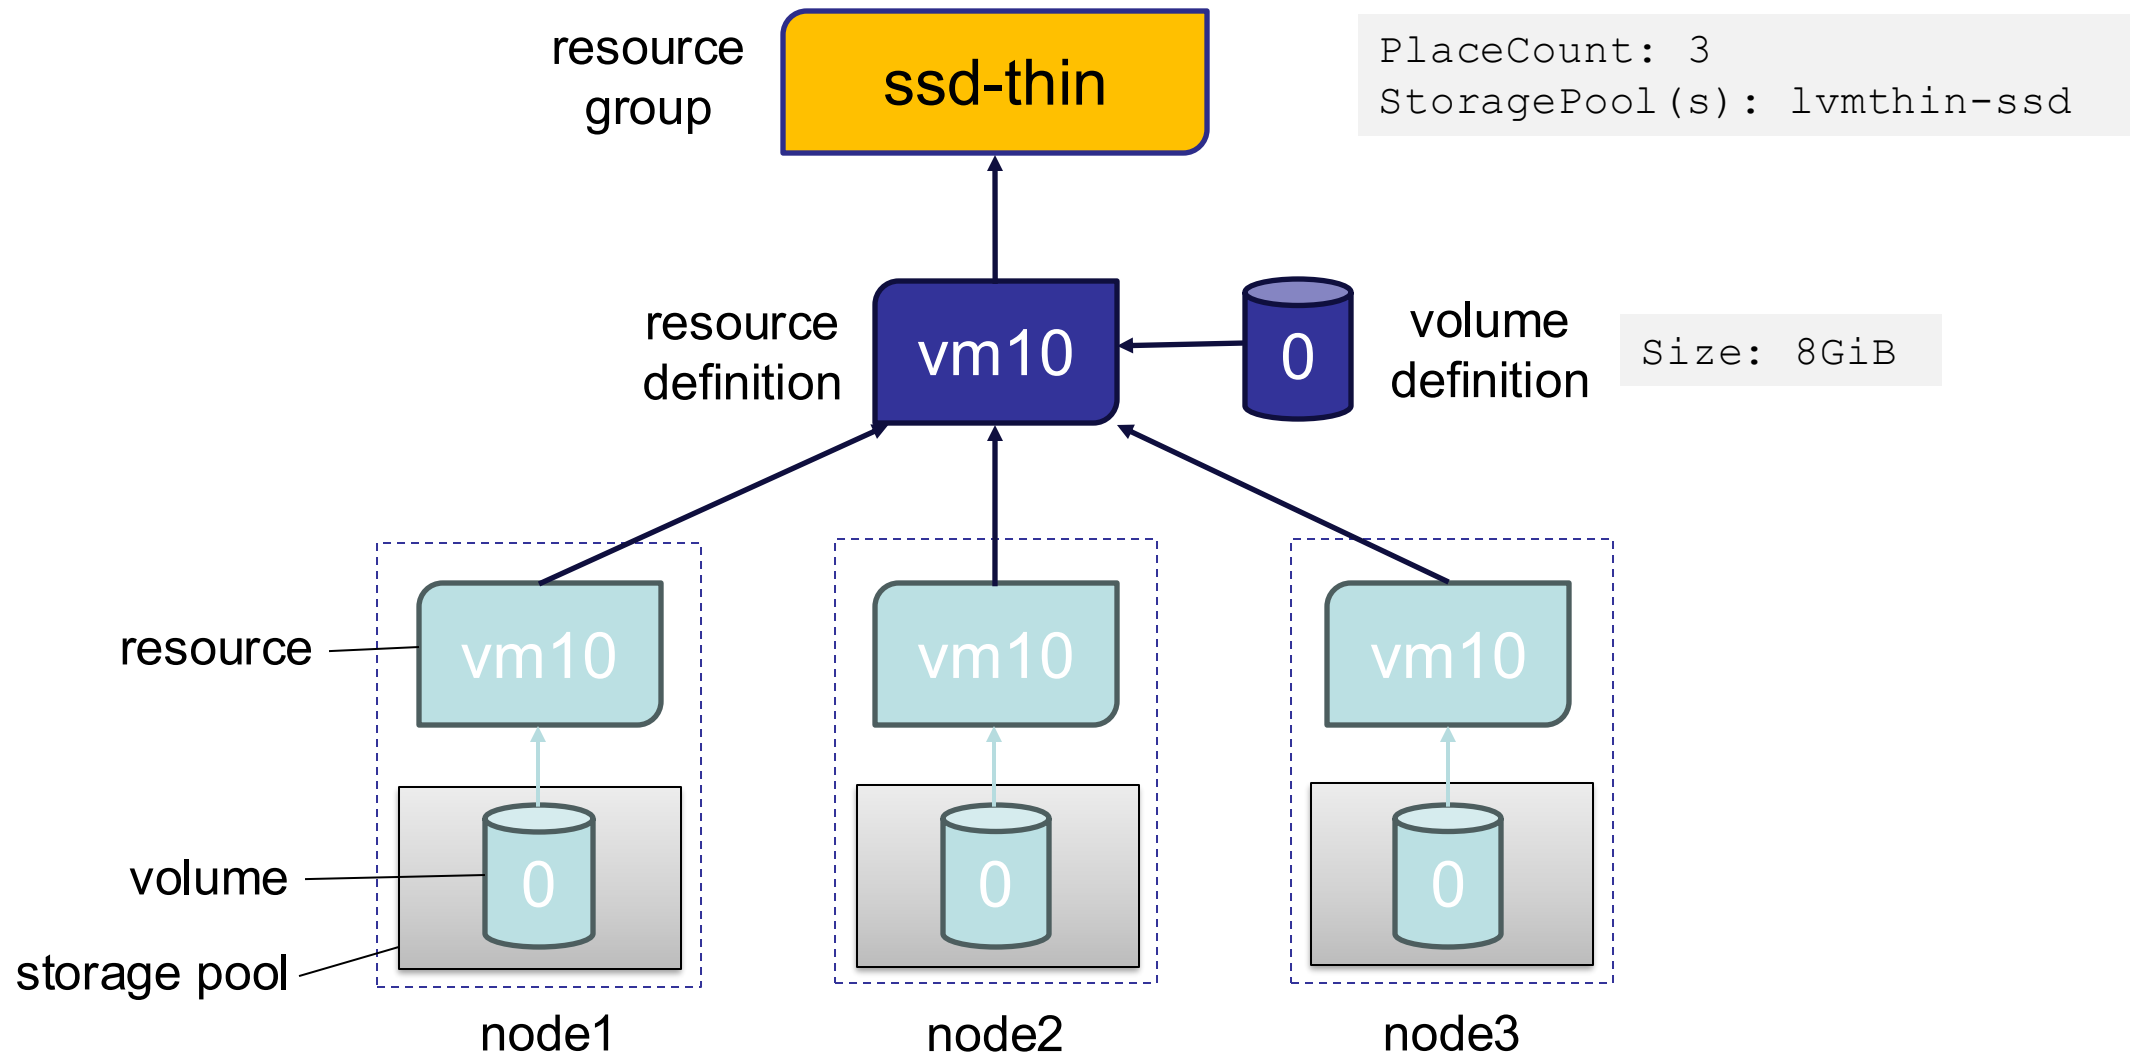 resource
group
ssd-thin
PlaceCount: 3
StoragePool(s): lvmthin-ssd
resource
definition
vm10
0
volume
definition
Size: 8GiB
resource
vm10
vm10
vm10
volume
0
0
0
storage pool
node1
node2
node3